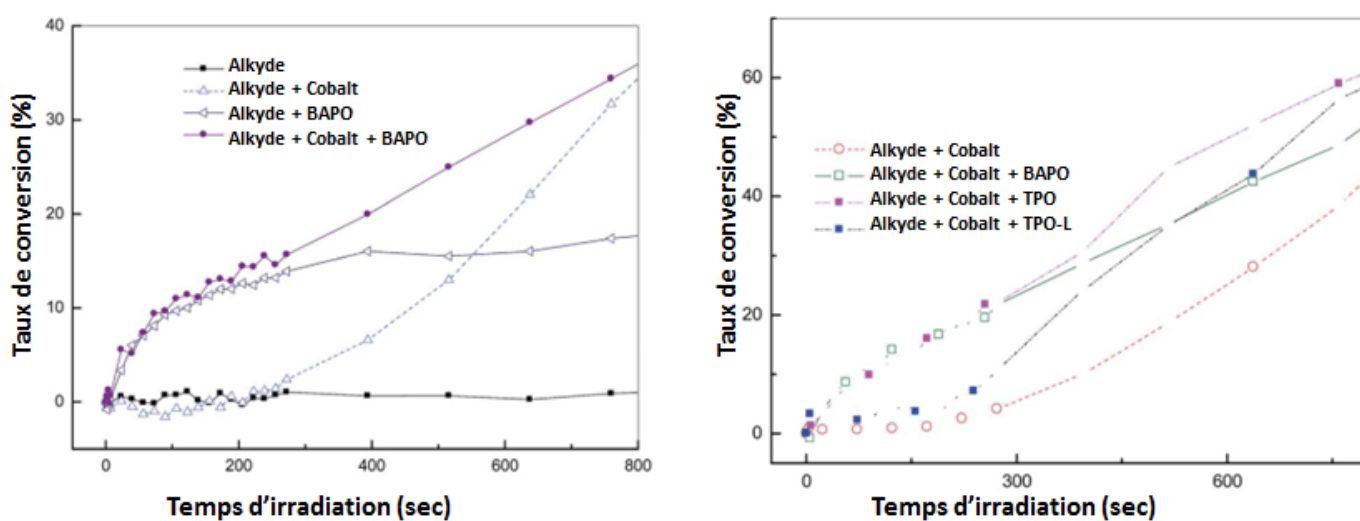 40
30
20
10
0
Taux de conversion (%)
Alkyde
Alkyde + Cobalt
Alkyde + BAPO
Alkyde + Cobalt + BAPO
0 200 400 600 800
Temps d’irradiation (sec)
60
40
20
0
Taux de conversion (%)
Alkyde + Cobalt
Alkyde + Cobalt + BAPO
Alkyde + Cobalt + TPO
Alkyde + Cobalt + TPO-L
0 300 600
Temps d’irradiation (sec)